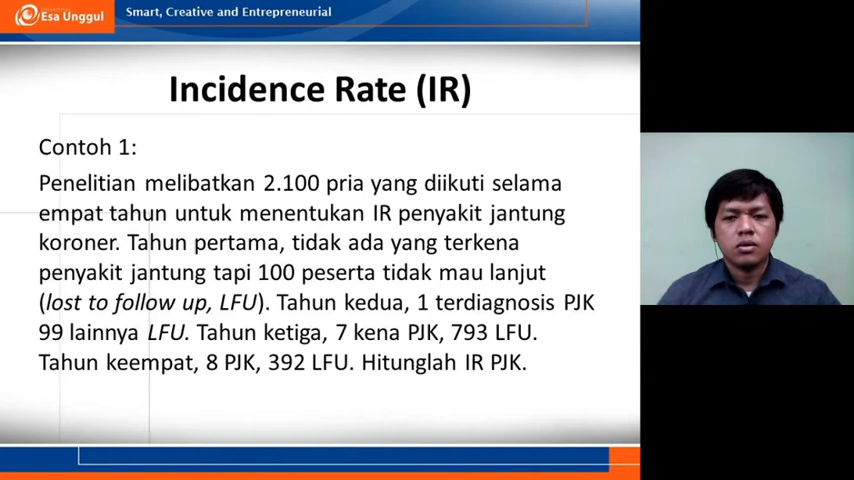 Esa Unggul
Smart, Creative and Entrepreneurial
Incidence Rate (IR)
Contoh 1:
Penelitian melibatkan 2.100 pria yang diikuti selama
empat tahun untuk menentukan IR penyakit jantung
koroner. Tahun pertama, tidak ada yang terkena
penyakit jantung tapi 100 peserta tidak mau lanjut
(lost to follow up, LFU). Tahun kedua, 1 terdiagnosis PJK
99 lainnya LFU. Tahun ketiga, 7 kena PJK, 793 LFU.
Tahun keempat, 8 PJK, 392 LFU. Hitunglah IR PJK.